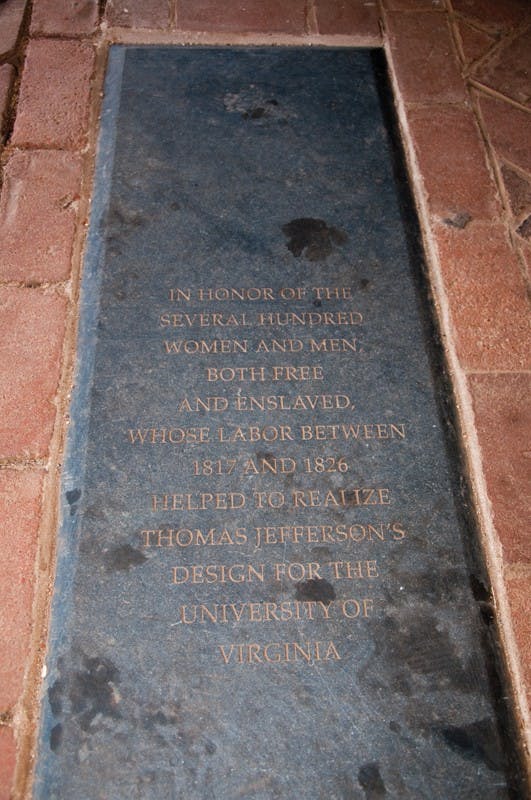 IN HONOR OF THE
SEVERAL HUNDRED
WOMEN AND MEN,
BOTH FREE
AND ENSLAVED,
WHOSE LABOR BETWEEN
1817 AND 1826
HELPED TO REALIZE
THOMAS JEFFERSON'S
DESIGN FOR THE
UNIVERSITY OF
VIRGINIA